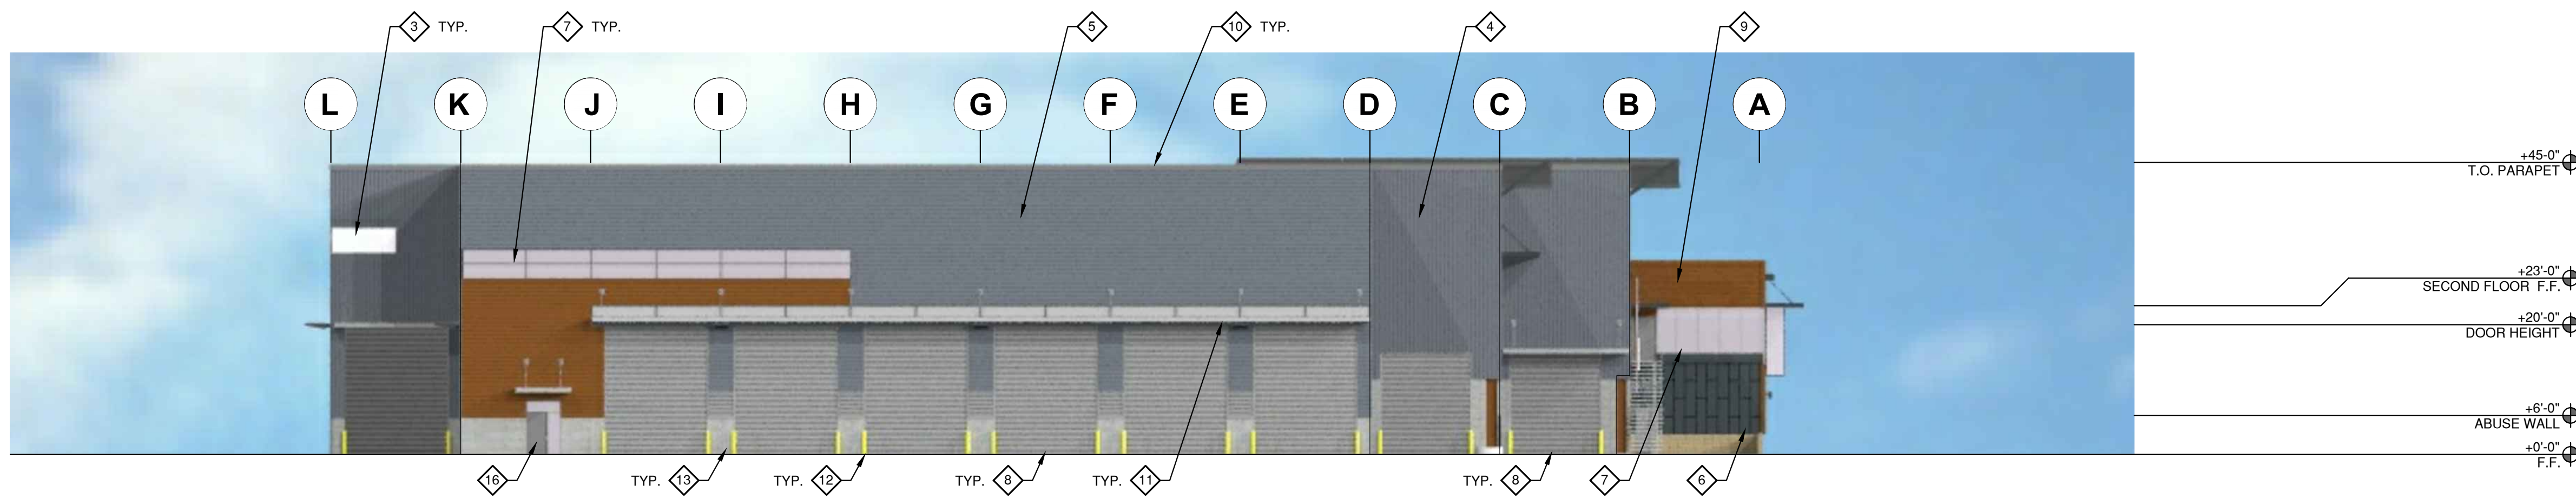 3 TYP.
7 TYP.
5
10 TYP.
4
9
L K J I H G F E D C B A
+45-0"
T.O. PARAPET
+23'-0"
SECOND FLOOR F.F.
+20'-0"
DOOR HEIGHT
+6'-0"
ABUSE WALL
+0'-0"
F.F.
16
TYP. 13
TYP. 12
TYP. 8
TYP. 11
TYP. 8
7
6